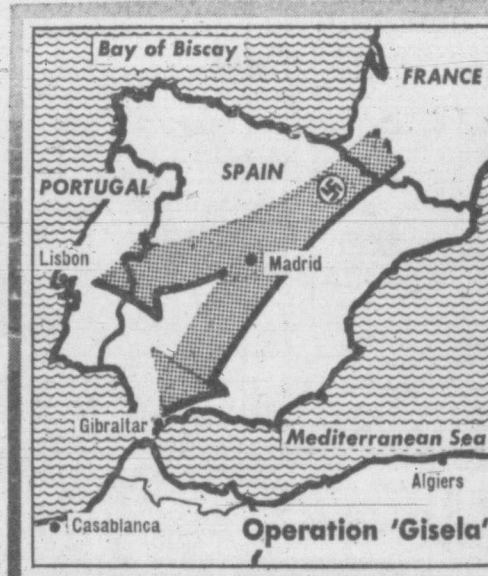 Bay of Biscay
FRANCE
SPAIN
PORTUGAL
Lisbon
Madrid
Gibraltar
Mediterranean Sea
Algiers
Casablanca
Operation 'Gisela'